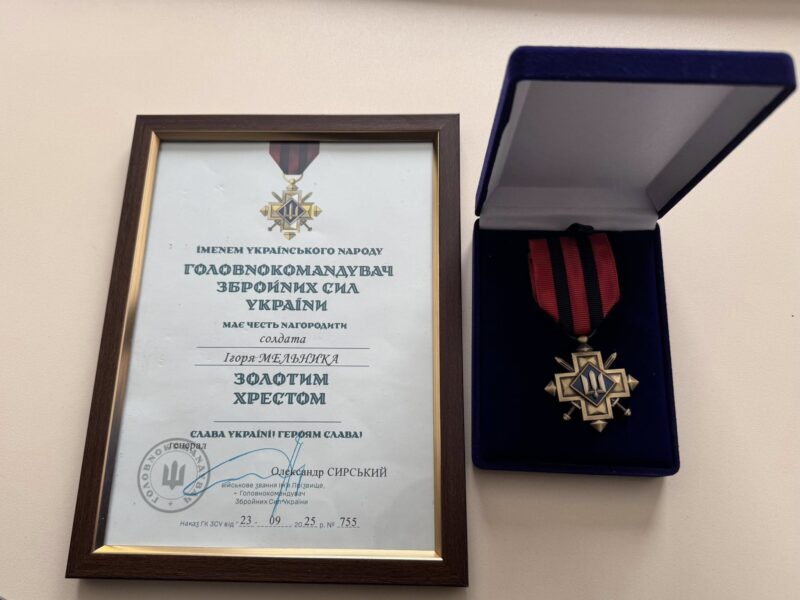 ІМЕНЕМ УКРАЇНСЬКОГО НАРОДУ
ГОЛОВНОКОМАНДУВАЧ
ЗБРОЙНИХ СИЛ
УКРАЇНИ
МАЄ ЧЕСТЬ НАГОРОДИТИ
солдата
Ігоря МЕЛЬНИКА
ЗОЛОТИМ
ХРЕСТОМ
СЛАВА УКРАЇНІ! ГЕРОЯМ СЛАВА!
генерал
Олександр СИРСЬКИЙ
військове звання Ім'я Прізвище,
– Головнокомандувач
Збройних Сил України
Наказ ГК ЗСУ від "23" 09 2025 р. № 755
ГОЛОВНОКОМАНДУВАЧ